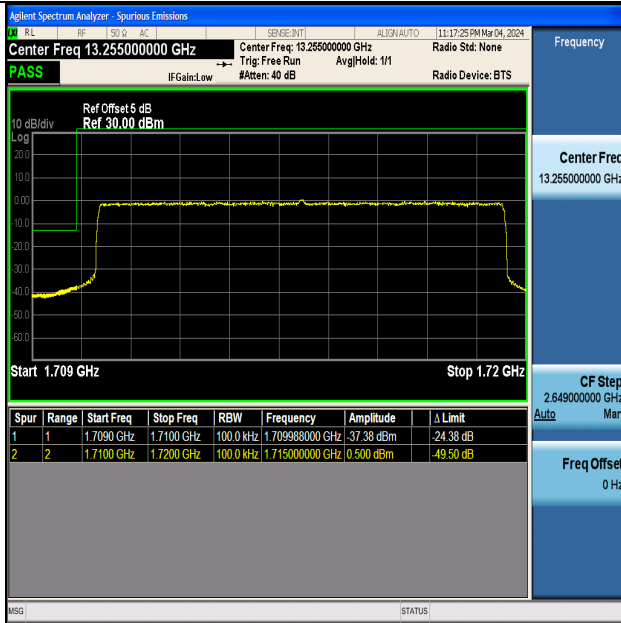 Agilent Spectrum Analyzer - Spurious Emissions
RL RF 50 Ω AC SENSE:INT ALIGNAUTO 11:17:25 PM Mar 04, 2024
Center Freq 13.255000000 GHz Center Freq: 13.255000000 GHz Radio Std: None
Trig: Free Run Avg|Hold: 1/1
PASS IFGain:Low #Atten: 40 dB Radio Device: BTS
Ref Offset 5 dB
10 dB/div Ref 30.00 dBm
Log
20.0
10.0
0.00
-10.0
-20.0
-30.0
-40.0
-50.0
-60.0
Start 1.709 GHz Stop 1.72 GHz
Spur Range Start Freq Stop Freq RBW Frequency Amplitude Δ Limit
1 1 1.7090 GHz 1.7100 GHz 100.0 kHz 1.709988000 GHz -37.38 dBm -24.38 dB
2 2 1.7100 GHz 1.7200 GHz 100.0 kHz 1.715000000 GHz 0.500 dBm -49.50 dB
MSG STATUS
Frequency
Center Freq
13.255000000 GHz
CF Step
2.649000000 GHz
Auto Man
Freq Offset
0 Hz